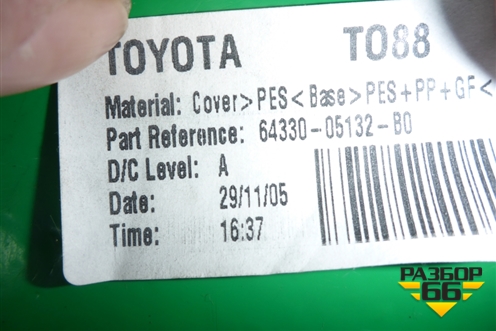 TOYOTA TO88
Material: Cover>PES<Base>PES+PP+GF<
Part Reference: 64330-05132-B0
D/C Level: A
Date: 29/11/05
Time: 16:37
РАЗБОР
66